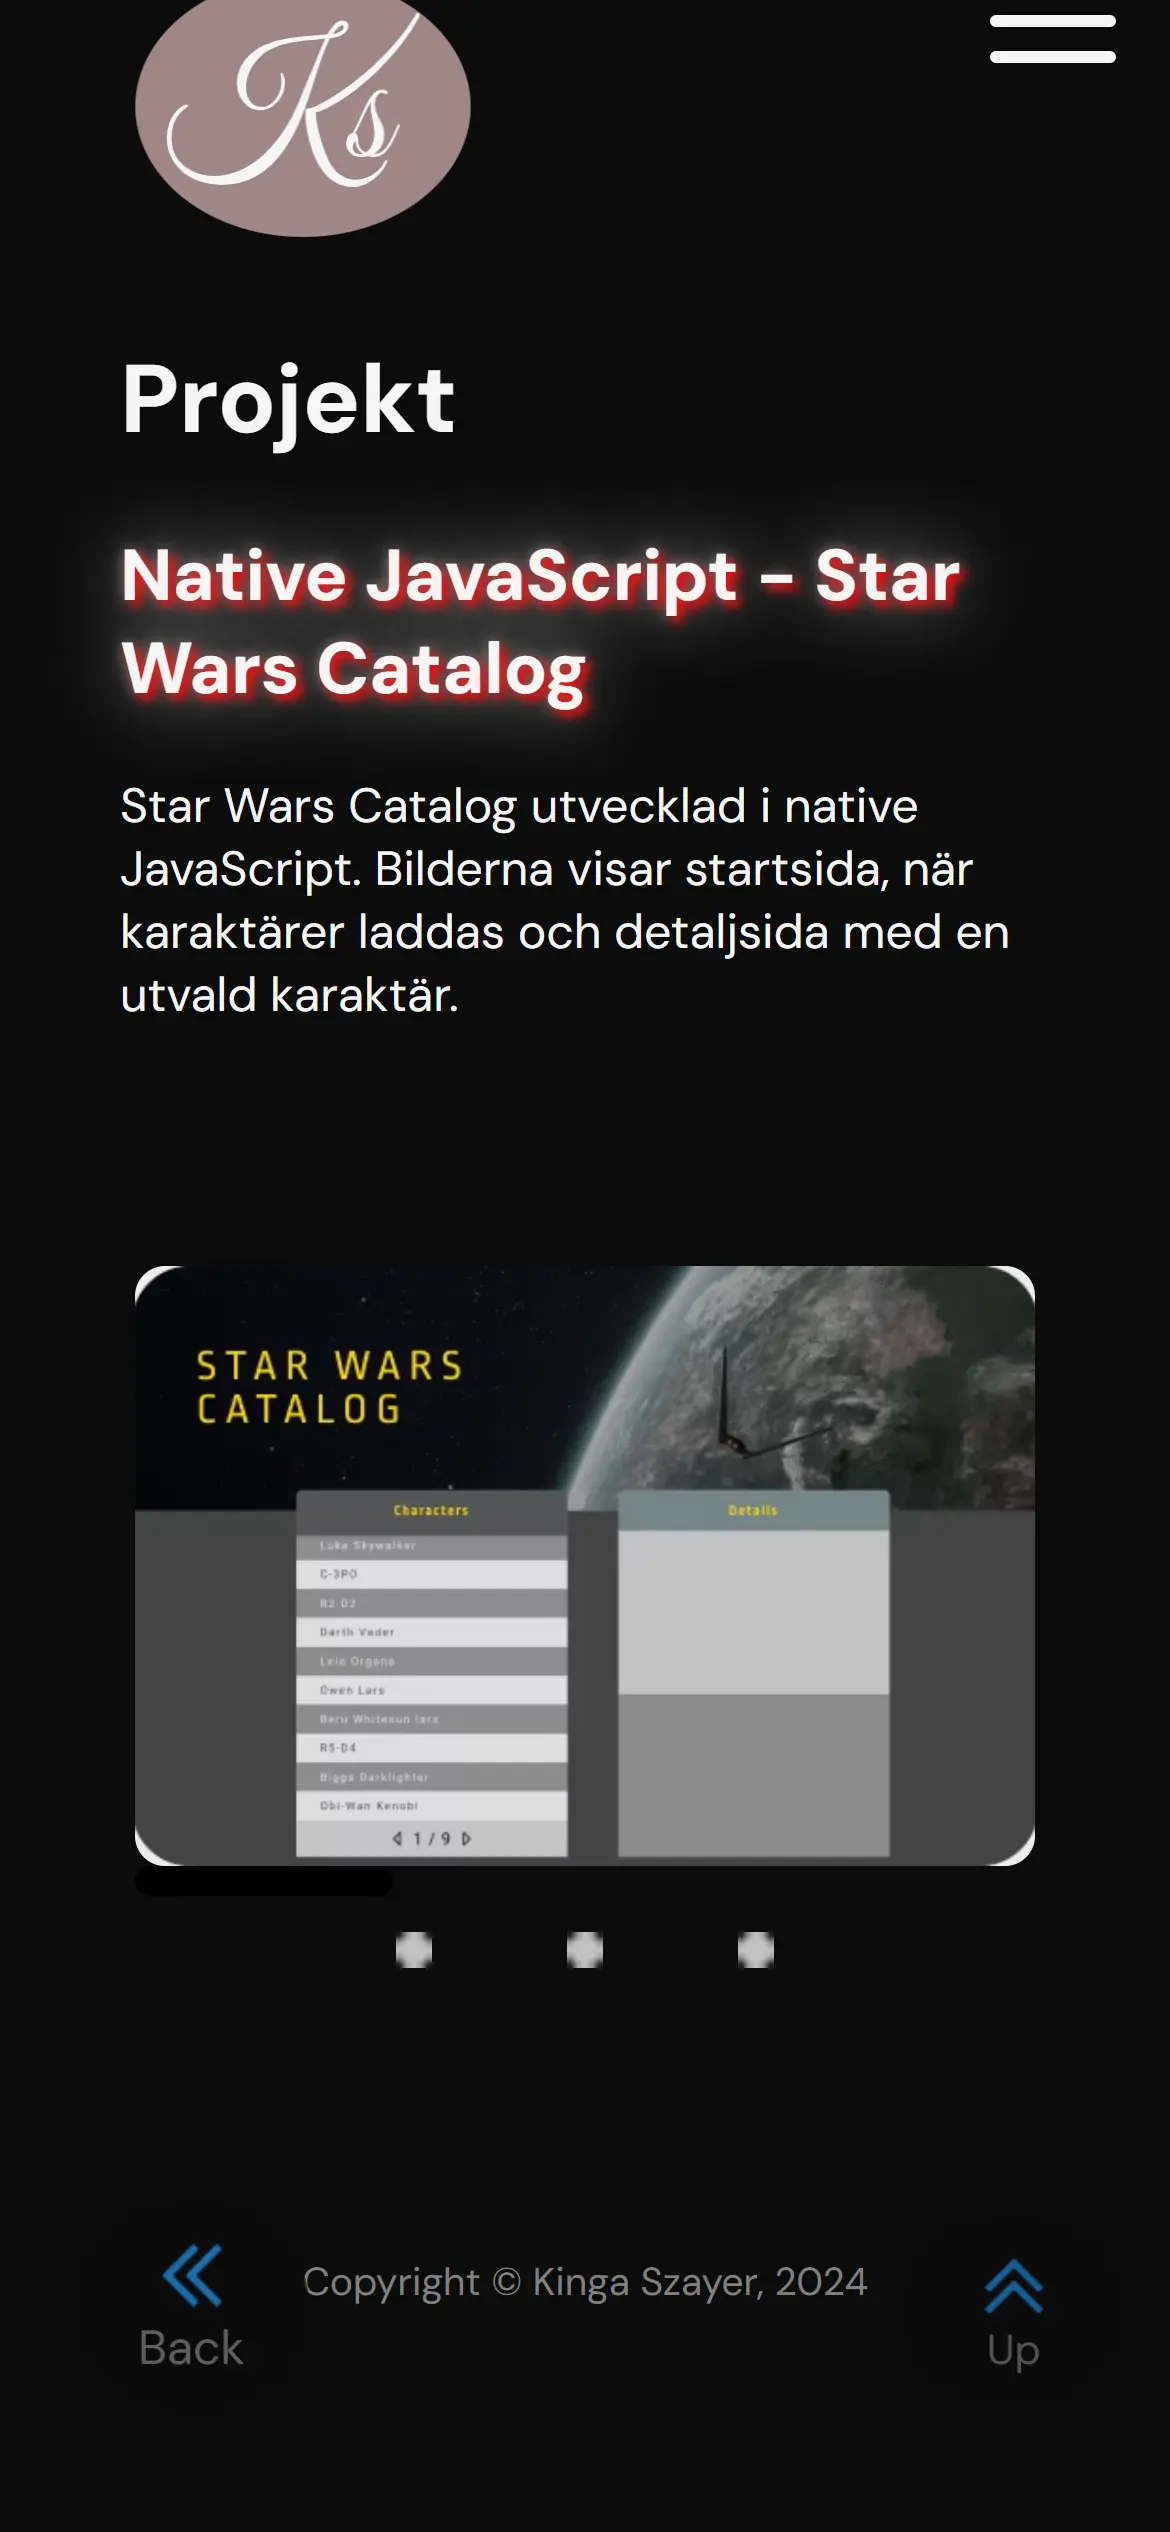 Ks
Projekt
Native JavaScript - Star
Wars Catalog
Star Wars Catalog utvecklad i native
JavaScript. Bilderna visar startsida, när
karaktärer laddas och detaljsida med en
utvald karaktär.
STAR WARS
CATALOG
Characters
Details
Luke Skywalker
C-3PO
R2-D2
Darth Vader
Leia Organa
Owen Lars
Beru Whitesun lars
R5-D4
Biggs Darklighter
Obi-Wan Kenobi
1/9
Copyright © Kinga Szayer, 2024
Back
Up